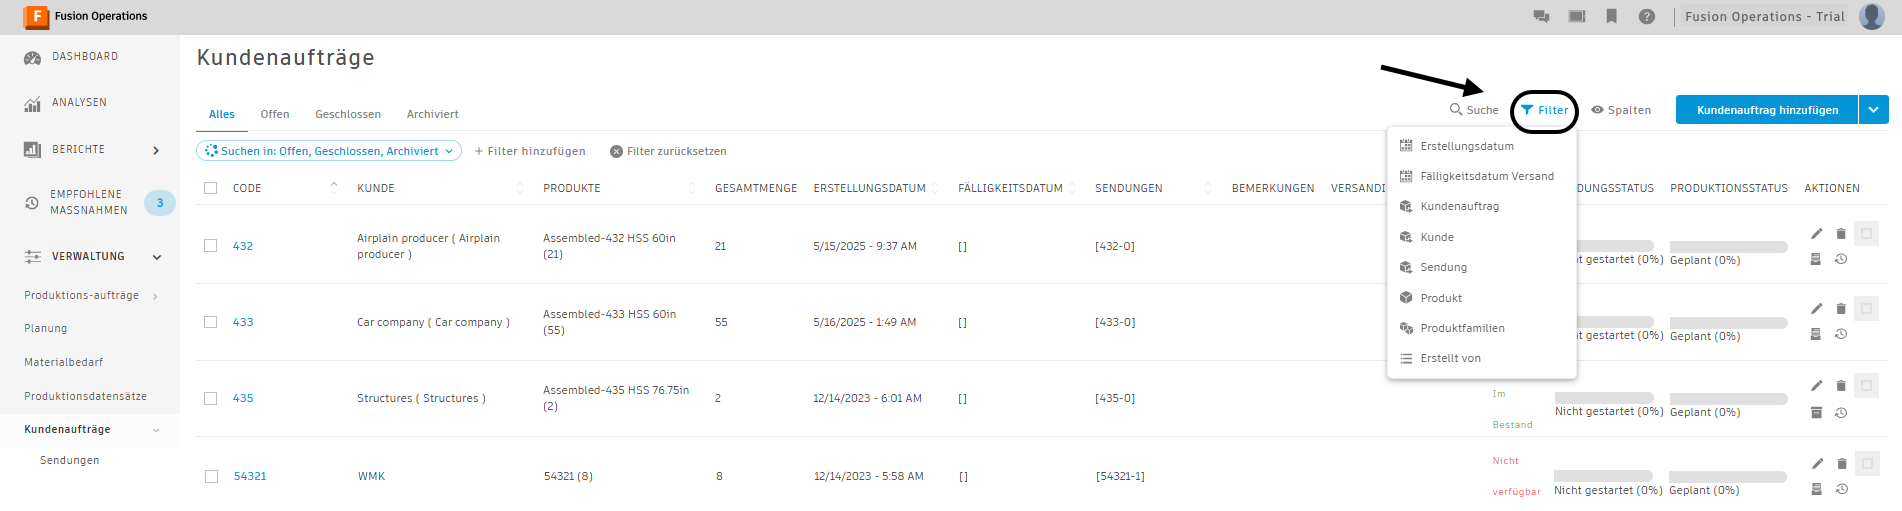 Fusion Operations
Fusion Operations - Trial
DASHBOARD
ANALYSEN
BERICHTE
EMPFOHLENE
MASSNAHMEN
3
VERWALTUNG
Produktions-aufträge
Planung
Materialbedarf
Produktionsdatensätze
Kundenaufträge
Sendungen
Kundenaufträge
Alles Offen Geschlossen Archiviert
Suche Filter Spalten Kundenauftrag hinzufügen
Suchen in: Offen, Geschlossen, Archiviert + Filter hinzufügen Filter zurücksetzen
Erstellungsdatum
Fälligkeitsdatum Versand
Kundenauftrag
Kunde
Sendung
Produkt
Produktfamilien
Erstellt von
CODE KUNDE PRODUKTE GESAMTMENGE ERSTELLUNGSDATUM FÄLLIGKEITSDATUM SENDUNGEN BEMERKUNGEN VERSANDI DUNGSSTATUS PRODUKTIONSSTATUS AKTIONEN
432
Airplain producer ( Airplain
producer )
Assembled-432 HSS 60in
(21)
21 5/15/2025 - 9:37 AM [] [432-0]
ht gestartet (0%) Geplant (0%)
433
Car company ( Car company )
Assembled-433 HSS 60in
(55)
55 5/16/2025 - 1:49 AM [] [433-0]
ht gestartet (0%) Geplant (0%)
435
Structures ( Structures )
Assembled-435 HSS 76.75in
(2)
2 12/14/2023 - 6:01 AM [] [435-0]
Im
Bestand
Nicht gestartet (0%) Geplant (0%)
54321 WMK 54321 (8) 8 12/14/2023 - 5:58 AM [] [54321-1]
Nicht
verfügbar
Nicht gestartet (0%) Geplant (0%)